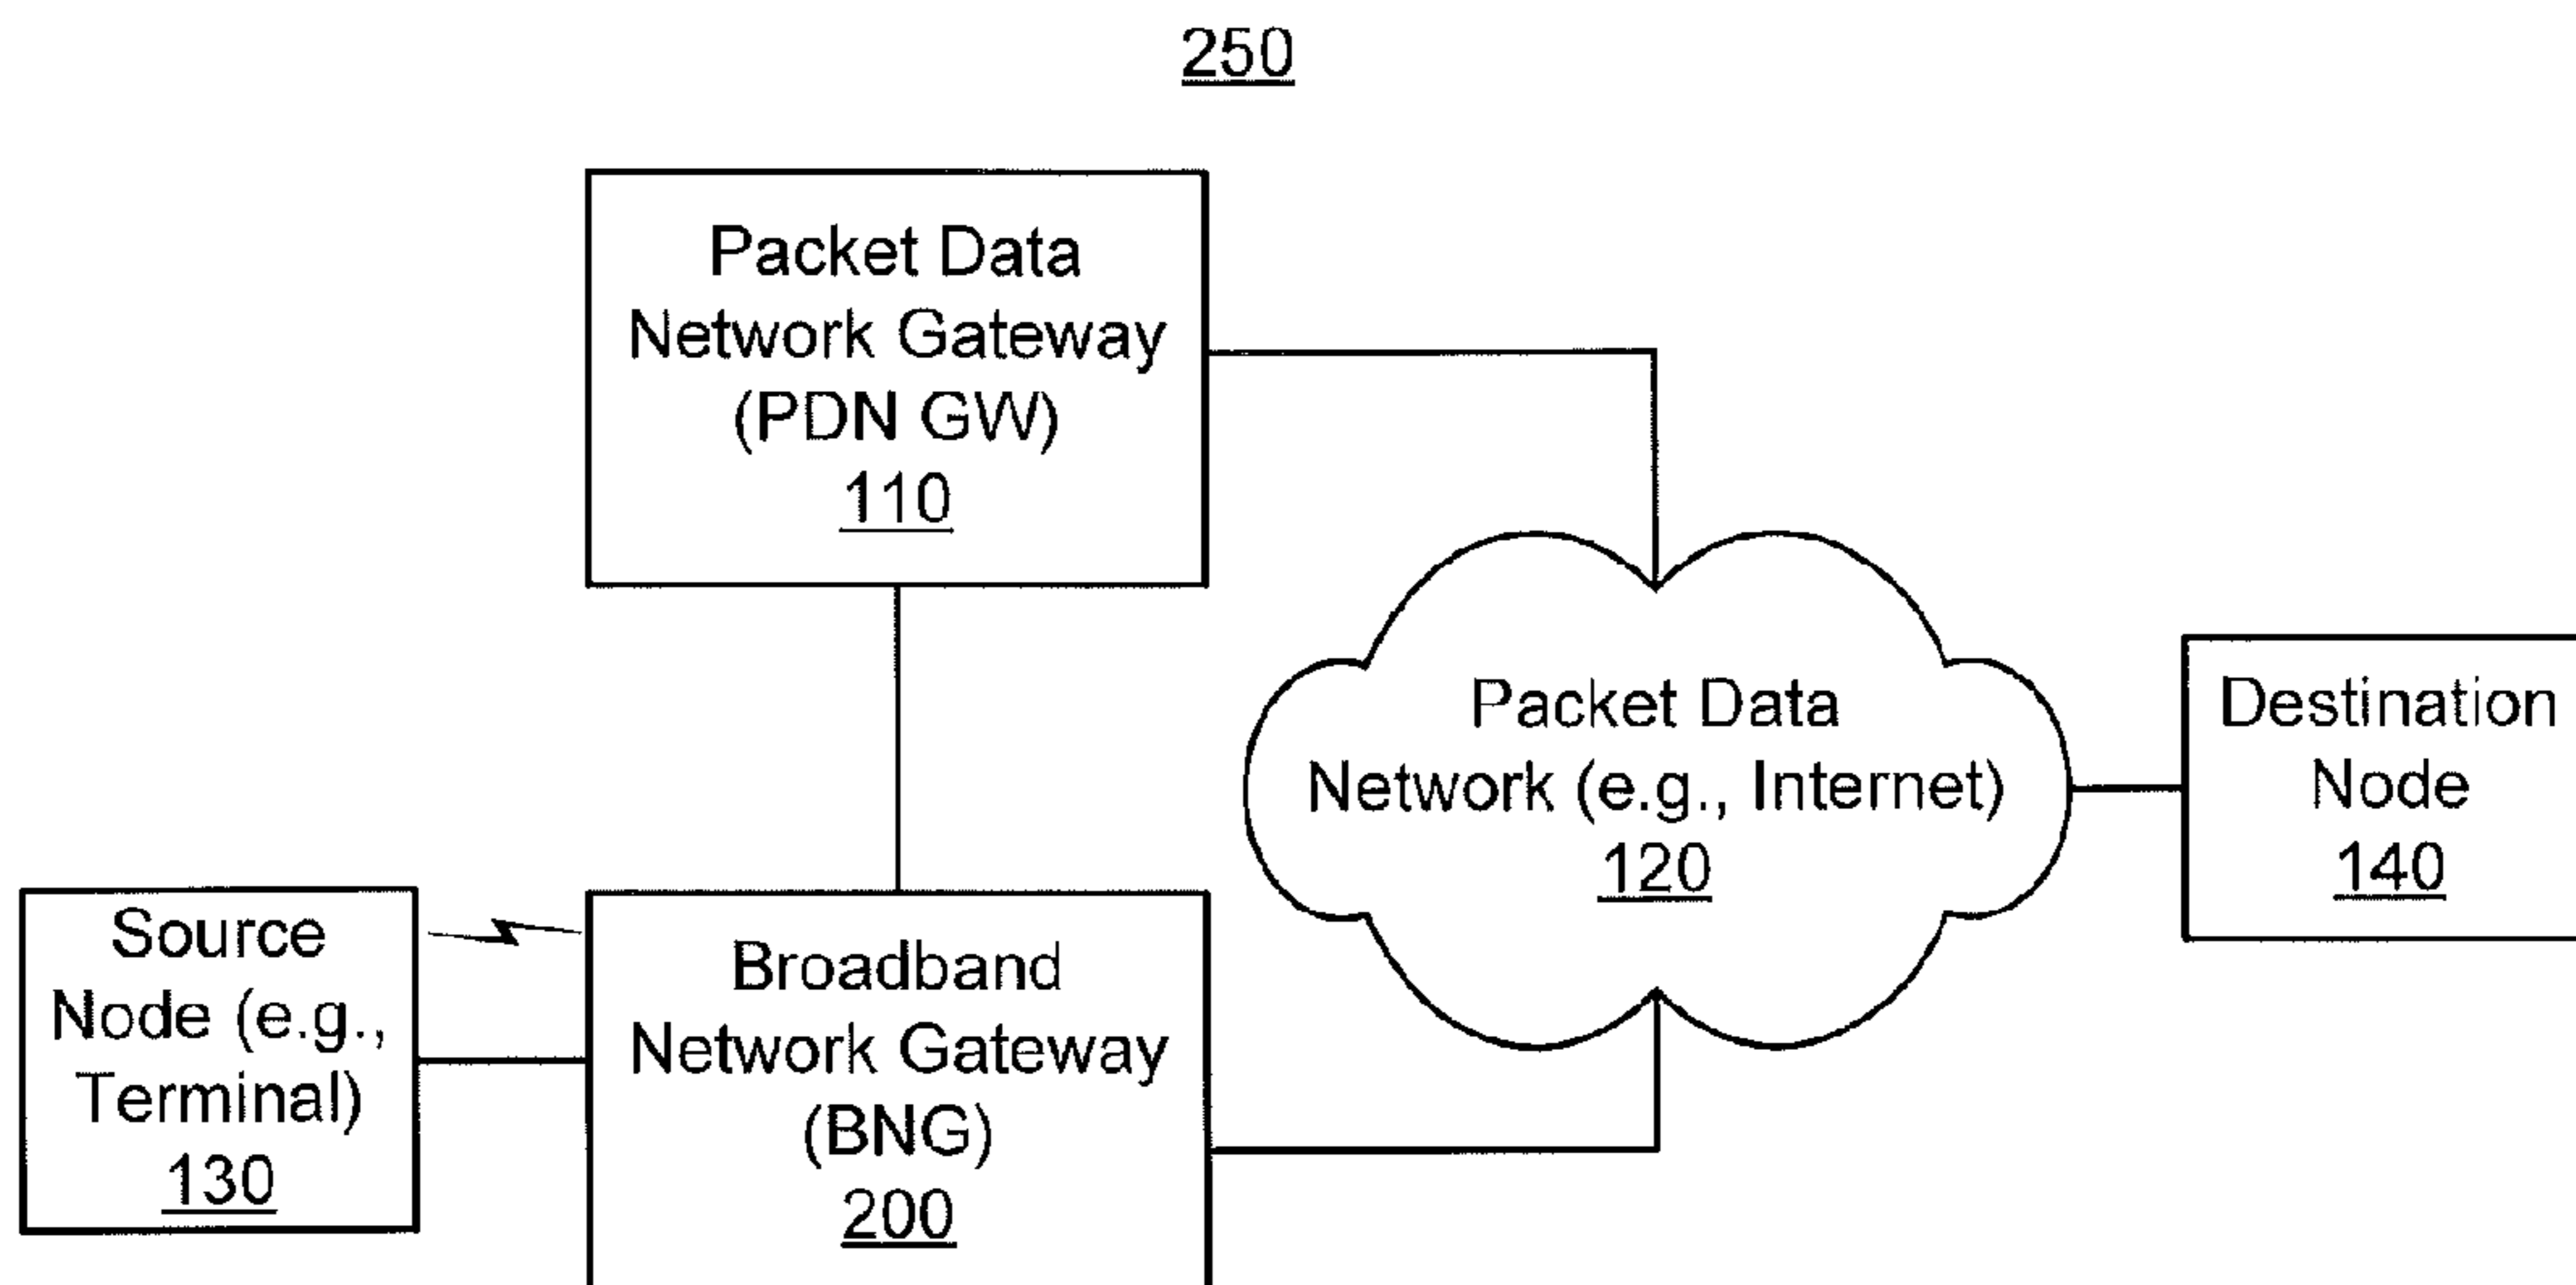 250
Packet Data
Network Gateway
(PDN GW)
110
Packet Data
Network (e.g., Internet)
120
Destination
Node
140
Source
Node (e.g.,
Terminal)
130
Broadband
Network Gateway
(BNG)
200